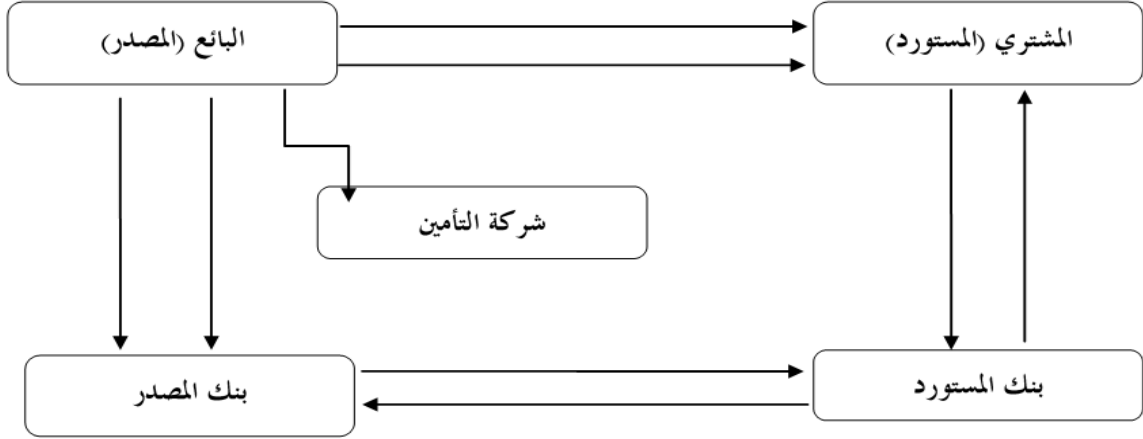 المشتري (المستورد)
البائع (المصدر)
شركة التأمين
بنك المستورد
بنك المصدر